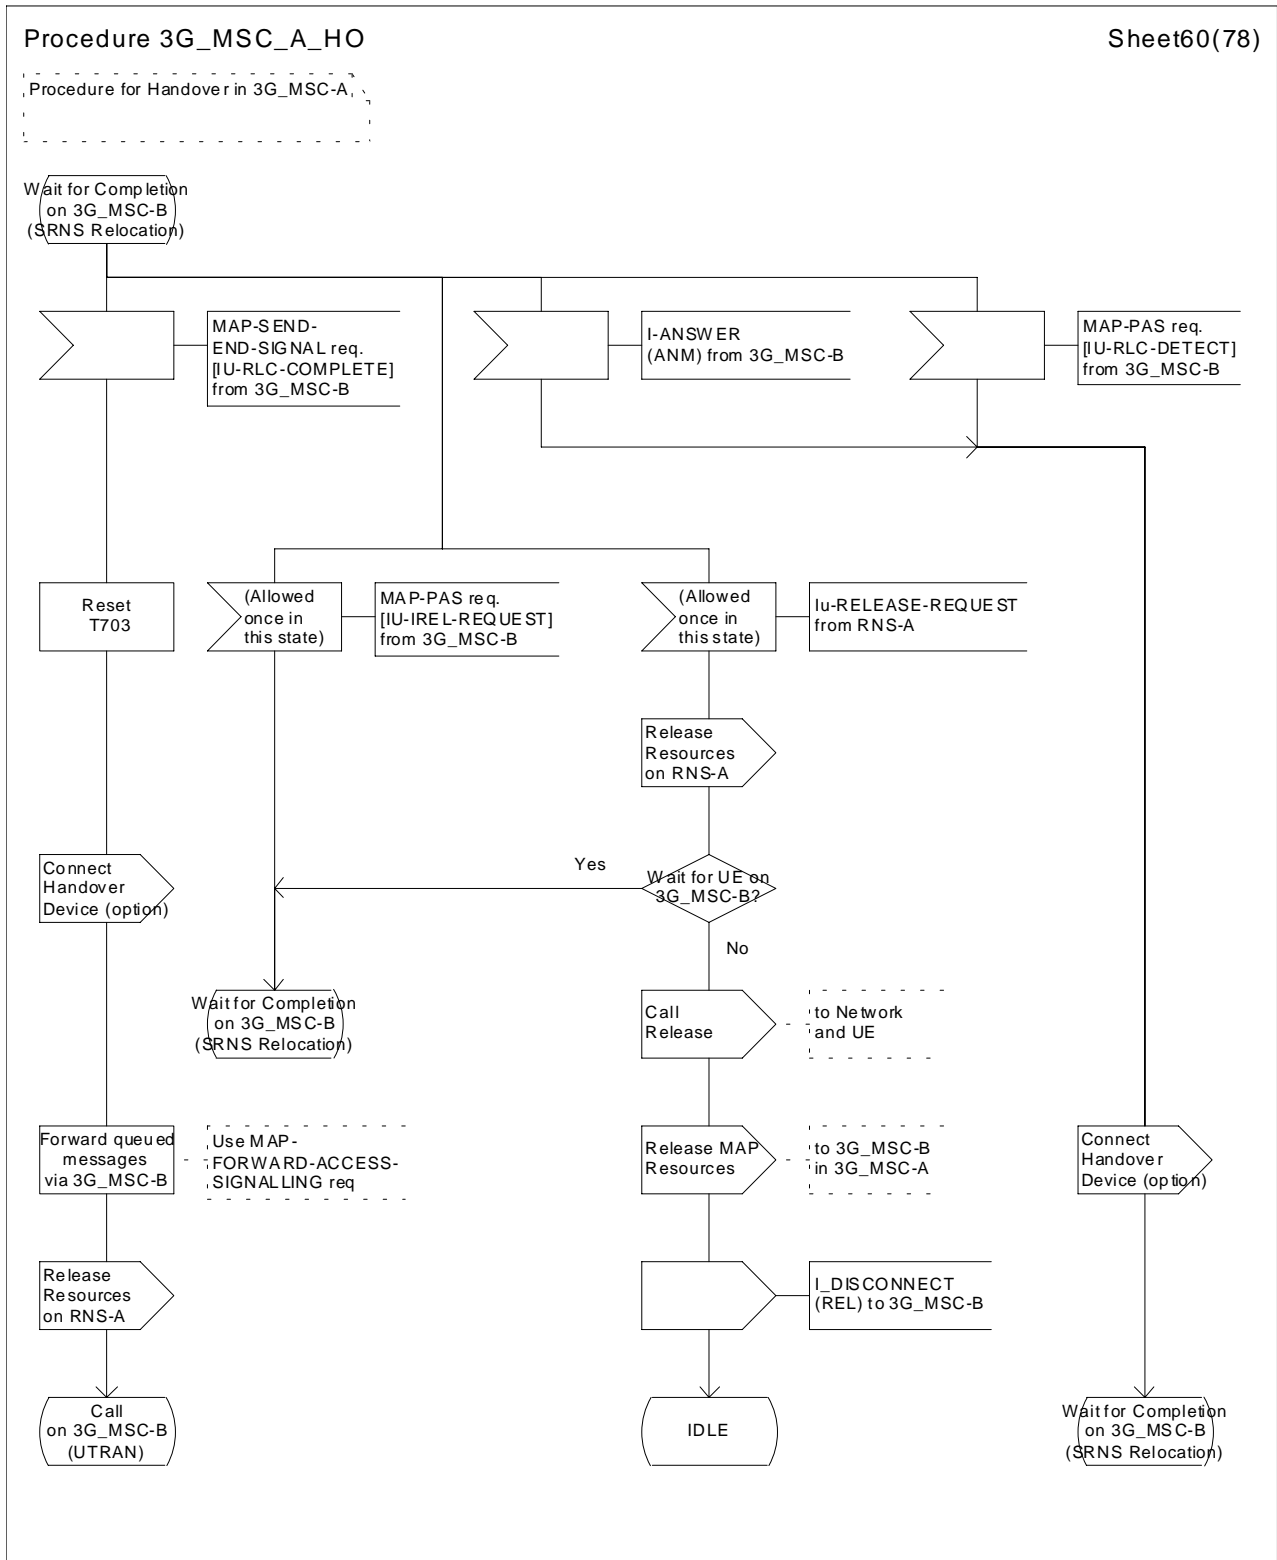 Procedure 3G_MSC_A_HO
Sheet60(78)
Procedure for Handover in 3G_MSC-A
Wait for Completion
on 3G_MSC-B
(SRNS Relocation)
MAP-SEND-
END-SIGNAL req.
[IU-RLC-COMPLETE]
from 3G_MSC-B
I-ANSWER
(ANM) from 3G_MSC-B
MAP-PAS req.
[IU-RLC-DETECT]
from 3G_MSC-B
Reset
T703
(Allowed
once in
this state)
MAP-PAS req.
[IU-IREL-REQUEST]
from 3G_MSC-B
(Allowed
once in
this state)
Iu-RELEASE-REQUEST
from RNS-A
Release
Resources
on RNS-A
Connect
Handover
Device (option)
Yes
Wait for UE on
3G_MSC-B?
No
Wait for Completion
on 3G_MSC-B
(SRNS Relocation)
Call
Release
to Network
and UE
Forward queued
messages
via 3G_MSC-B
Use MAP-
FORWARD-ACCESS-
SIGNALLING req
Release MAP
Resources
to 3G_MSC-B
in 3G_MSC-A
Connect
Handover
Device (option)
Release
Resources
on RNS-A
I_DISCONNECT
(REL) to 3G_MSC-B
Call
on 3G_MSC-B
(UTRAN)
IDLE
Wait for Completion
on 3G_MSC-B
(SRNS Relocation)